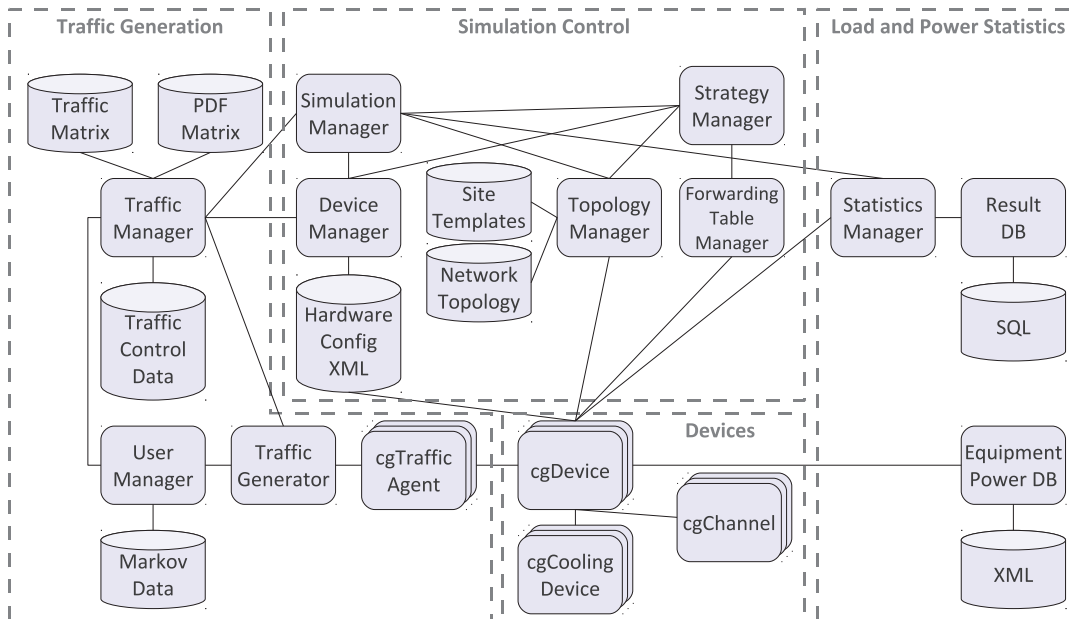 Traffic Generation
Simulation Control
Load and Power Statistics
Traffic
Matrix
PDF
Matrix
Simulation
Manager
Strategy
Manager
Traffic
Manager
Device
Manager
Site
Templates
Topology
Manager
Forwarding
Table
Manager
Statistics
Manager
Result
DB
Network
Topology
Traffic
Control
Data
Hardware
Config
XML
SQL
Devices
User
Manager
Traffic
Generator
cgTraffic
Agent
cgDevice
Equipment
Power DB
cgChannel
Markov
Data
cgCooling
Device
XML